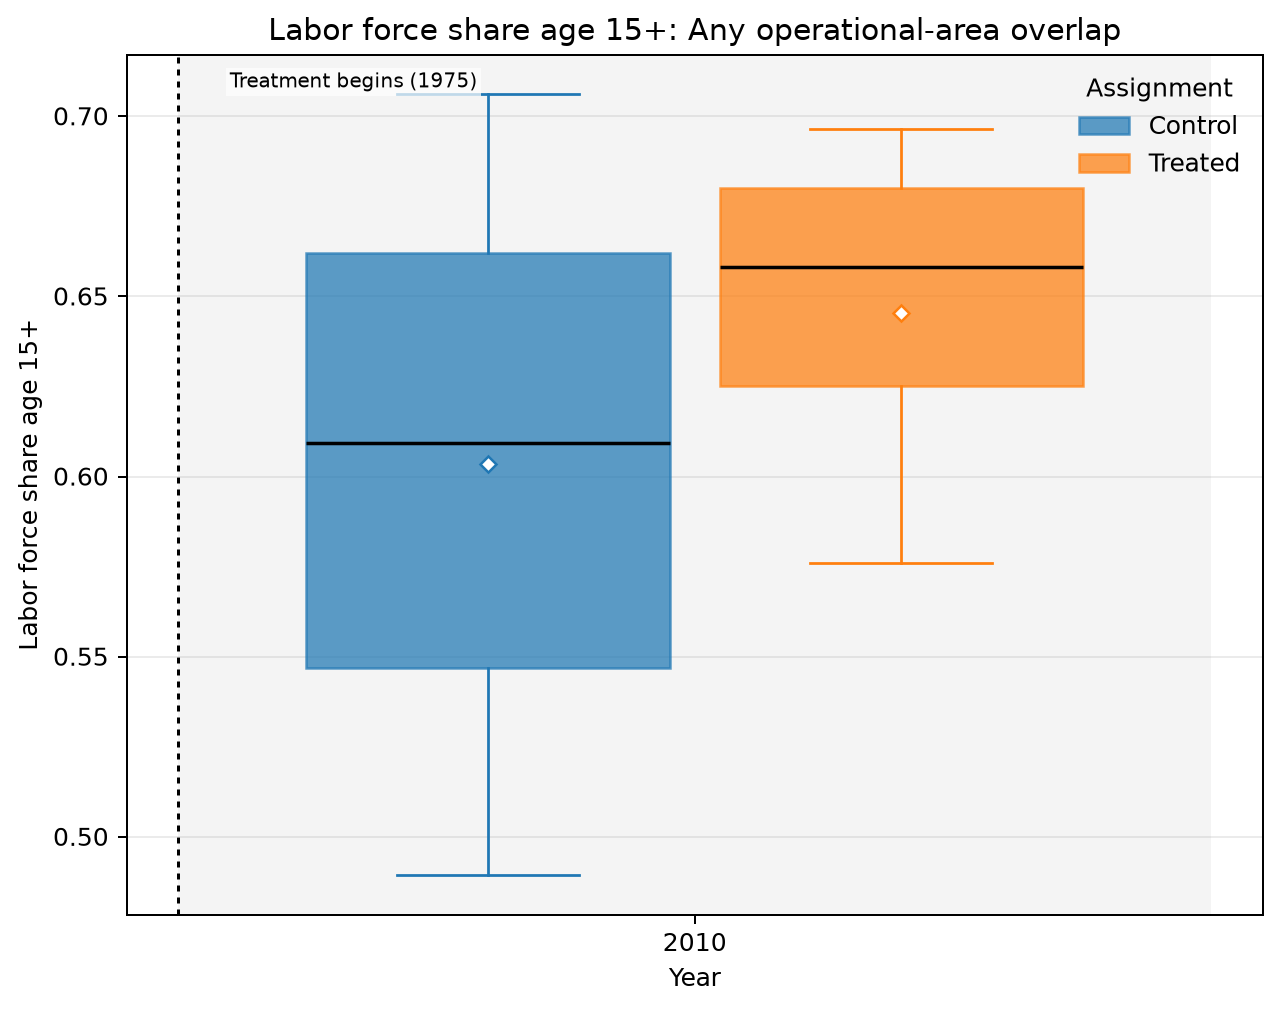 Labor force share age 15+: Any operational-area overlap
Treatment begins (1975)
Assignment
Control
Treated
0.70
0.65
0.60
0.55
0.50
Labor force share age 15+
2010
Year